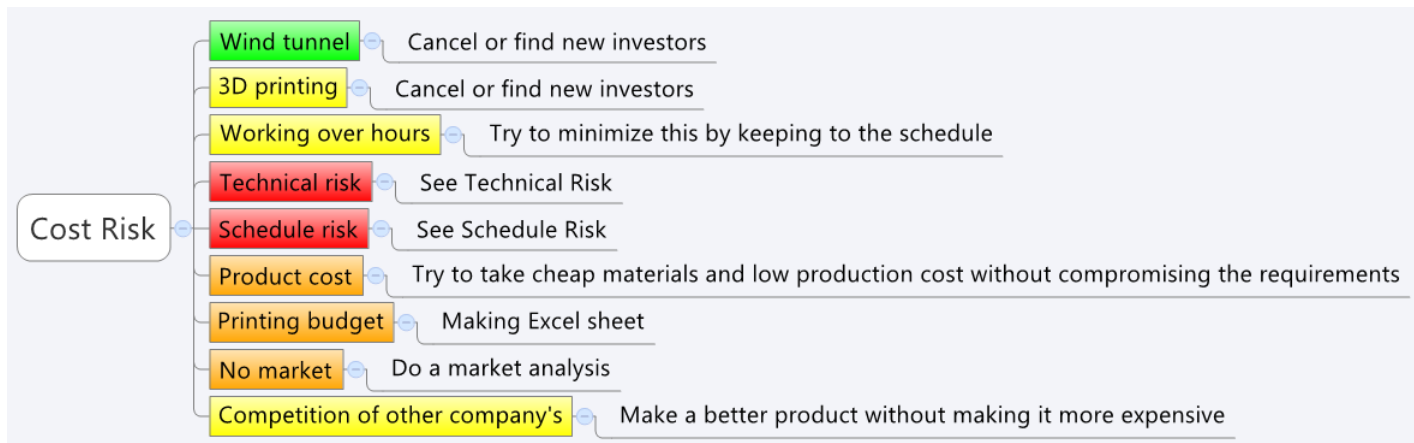 Cost Risk
Wind tunnel
Cancel or find new investors
3D printing
Cancel or find new investors
Working over hours
Try to minimize this by keeping to the schedule
Technical risk
See Technical Risk
Schedule risk
See Schedule Risk
Product cost
Try to take cheap materials and low production cost without compromising the requirements
Printing budget
Making Excel sheet
No market
Do a market analysis
Competition of other company's
Make a better product without making it more expensive